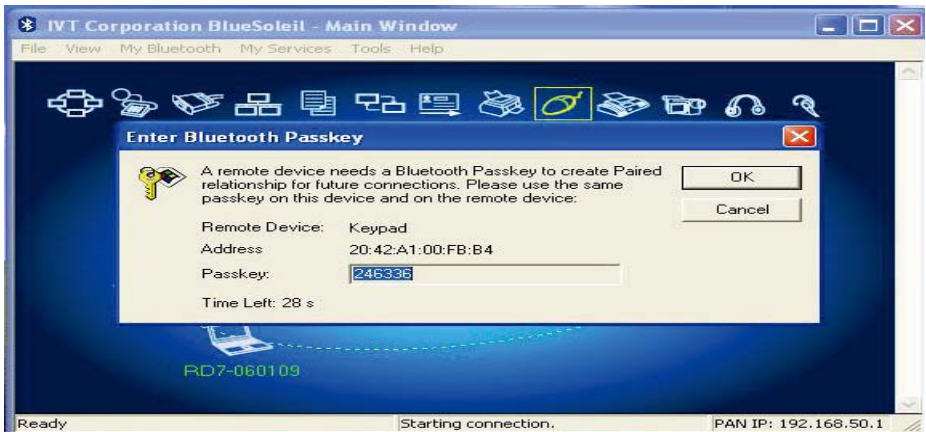 IVT Corporation BlueSoleil - Main Window
File View My Bluetooth My Services Tools Help
Enter Bluetooth Passkey
A remote device needs a Bluetooth Passkey to create Paired
relationship for future connections. Please use the same
passkey on this device and on the remote device:
OK
Cancel
Remote Device: Keypad
Address 20:42:A1:00:FB:B4
Passkey: 246336
Time Left: 28 s
RD7-060109
Ready Starting connection. PAN IP: 192.168.50.1